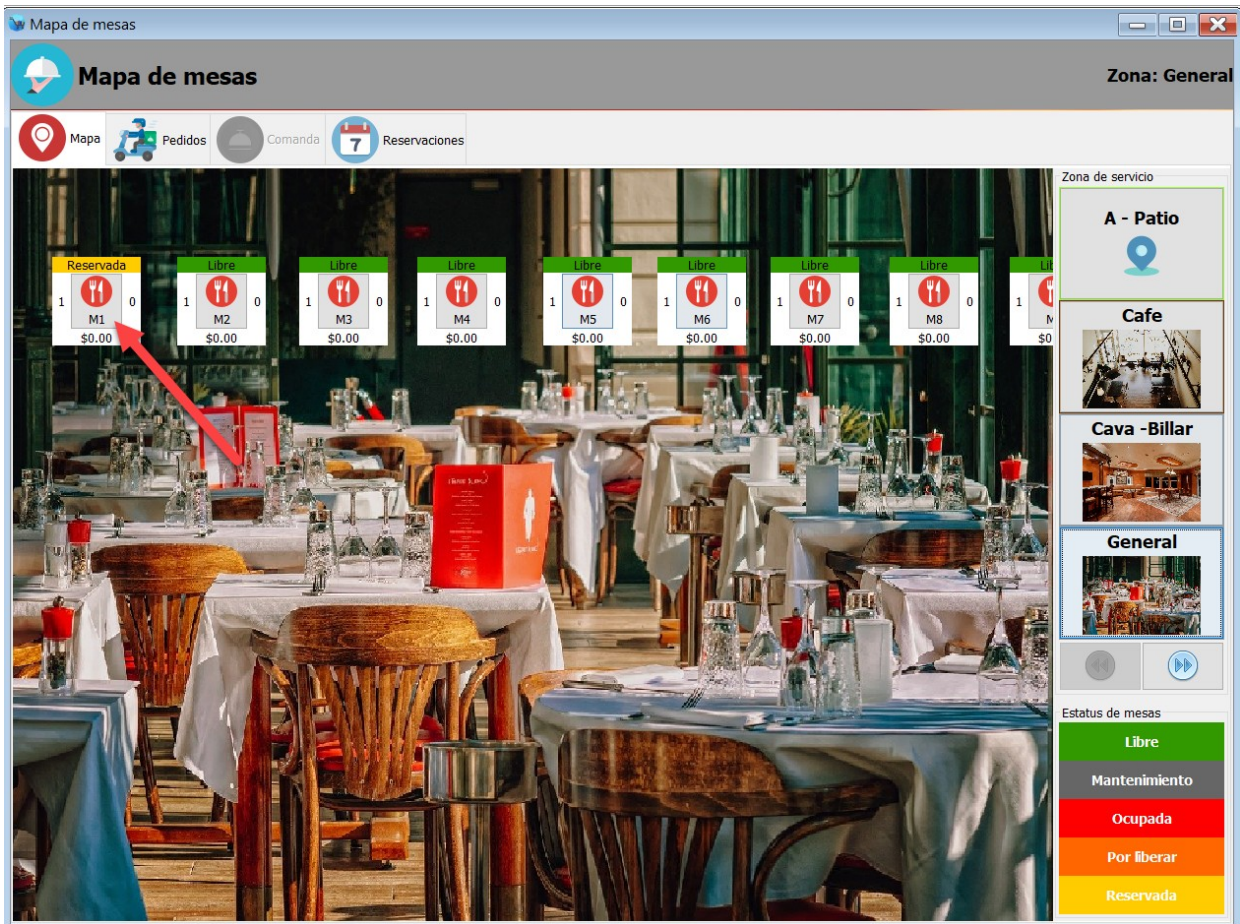 Mapa de mesas
Mapa de mesas
Zona: General
Mapa
Pedidos
Comanda
7
Reservaciones
Zona de servicio
A - Patio
Cafe
Cava -Billar
General
Reservada
1
0
M1
$0.00
Libre
1
0
M2
$0.00
Libre
1
0
M3
$0.00
Libre
1
0
M4
$0.00
Libre
1
0
M5
$0.00
Libre
1
0
M6
$0.00
Libre
1
0
M7
$0.00
Libre
1
0
M8
$0.00
1
Estatus de mesas
Libre
Mantenimiento
Ocupada
Por liberar
Reservada